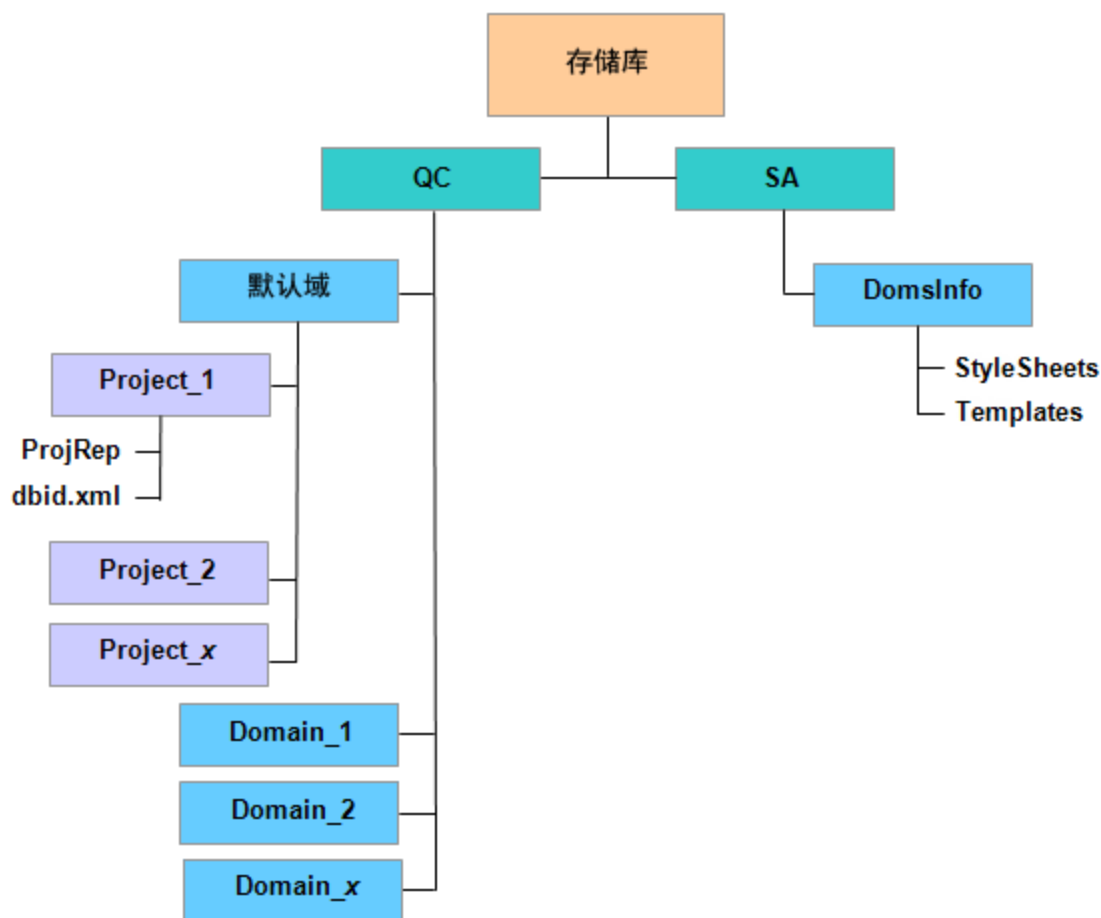 存储库
QC
SA
默认域
DomsInfo
Project_1
StyleSheets
Templates
ProjRep
dbid.xml
Project_2
Project_x
Domain_1
Domain_2
Domain_x